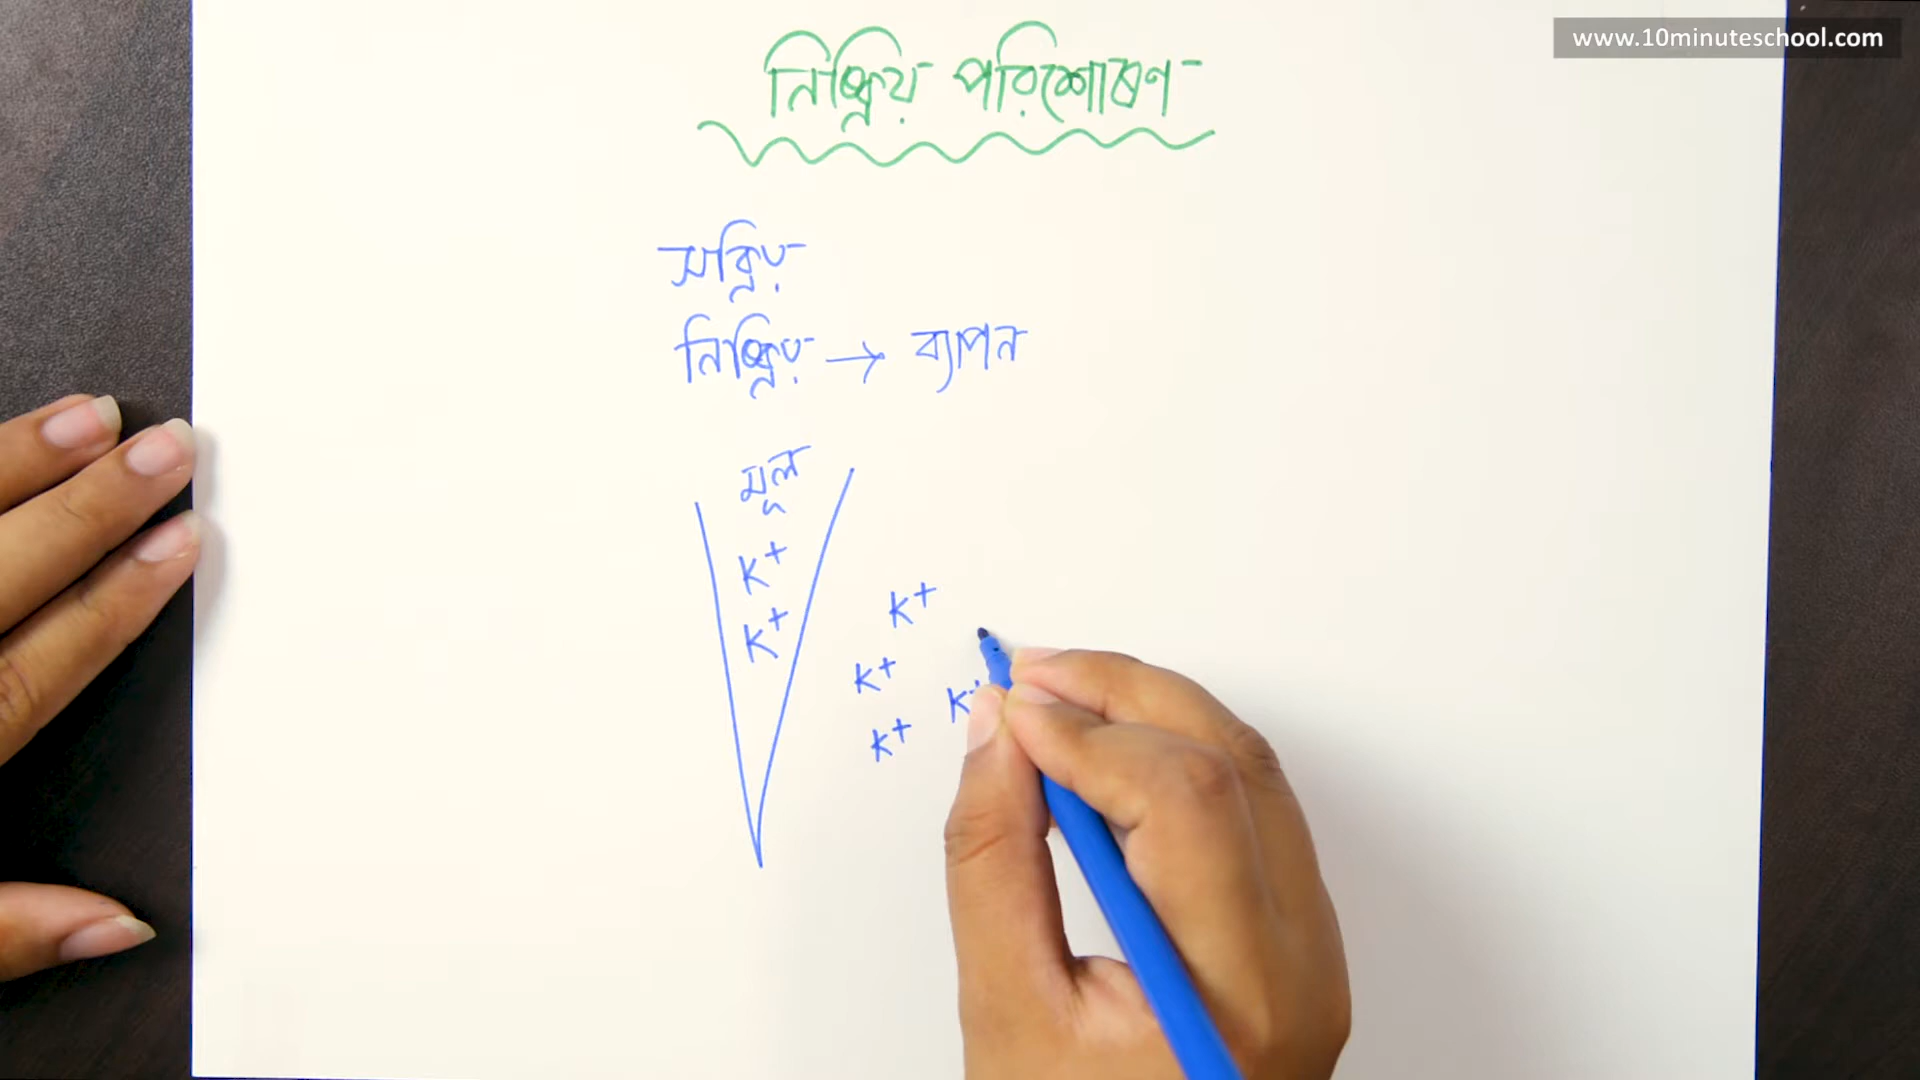 www.10minuteschool.com
নিষ্ক্রিয় পরিশোষণ
সক্রিয়
নিষ্ক্রিয় → ব্যাপন
মূল
K+
K+
K+
K+
K+
K+